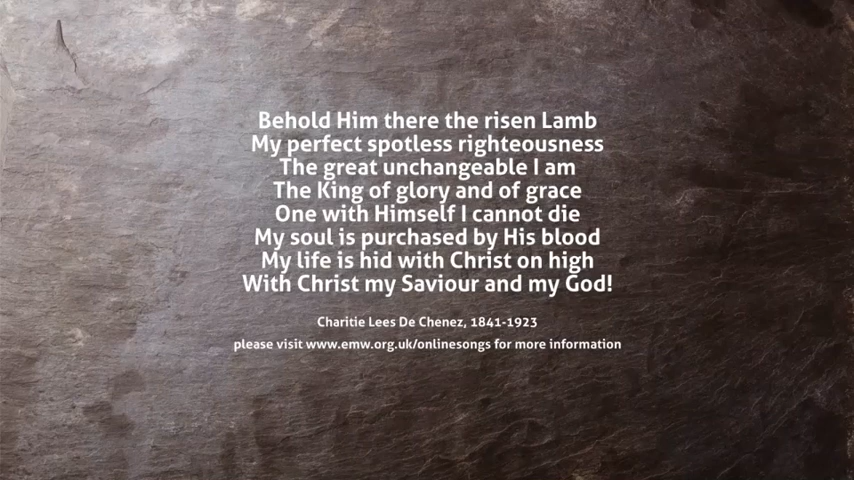 Behold Him there the risen Lamb
My perfect spotless righteousness
The great unchangeable I am
The King of glory and of grace
One with Himself I cannot die
My soul is purchased by His blood
My life is hid with Christ on high
With Christ my Saviour and my God!
Charitie Lees De Chenez, 1841-1923
please visit www.emw.org.uk/onlinesongs for more information